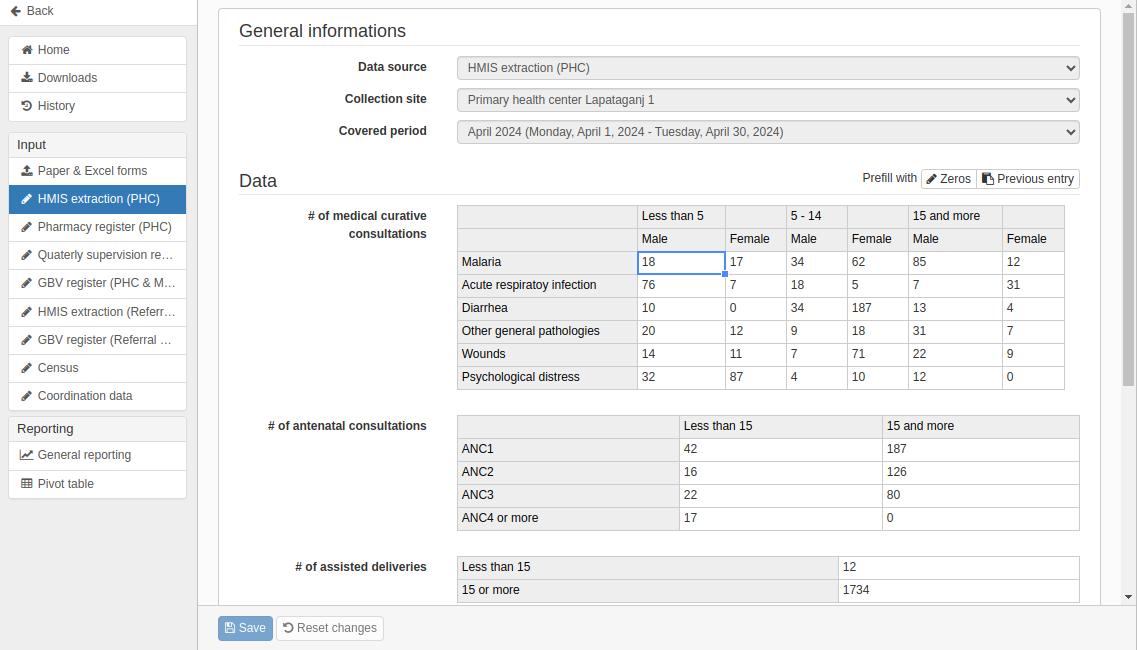 Back
Home
Downloads
History
Input
Paper & Excel forms
HMIS extraction (PHC)
Pharmacy register (PHC)
Quaterly supervision re...
GBV register (PHC & M...
HMIS extraction (Referr...
GBV register (Referral ...
Census
Coordination data
Reporting
General reporting
Pivot table
General informations
Data source HMIS extraction (PHC)
Collection site Primary health center Lapataganj 1
Covered period April 2024 (Monday, April 1, 2024 - Tuesday, April 30, 2024)
Data Prefill with Zeros Previous entry
# of medical curative consultations
Less than 5 5 - 14 15 and more
Male Female Male Female Male Female
Malaria 18 17 34 62 85 12
Acute respiratoy infection 76 7 18 5 7 31
Diarrhea 10 0 34 187 13 4
Other general pathologies 20 12 9 18 31 7
Wounds 14 11 7 71 22 9
Psychological distress 32 87 4 10 12 0
# of antenatal consultations Less than 15 15 and more
ANC1 42 187
ANC2 16 126
ANC3 22 80
ANC4 or more 17 0
# of assisted deliveries Less than 15 12
15 or more 1734
Save Reset changes